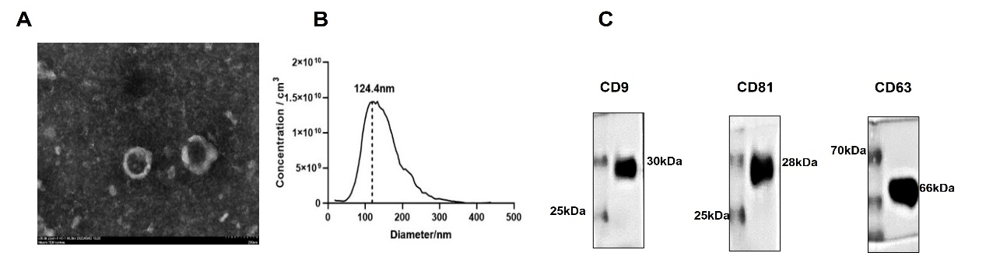 A
B
C
2×10¹⁰
1.5×10¹⁰
1×10¹⁰
5×10⁹
0
Concentration / cm³
124.4nm
0 100 200 300 400 500
Diameter/nm
CD9
30kDa
25kDa
CD81
28kDa
25kDa
CD63
70kDa
66kDa